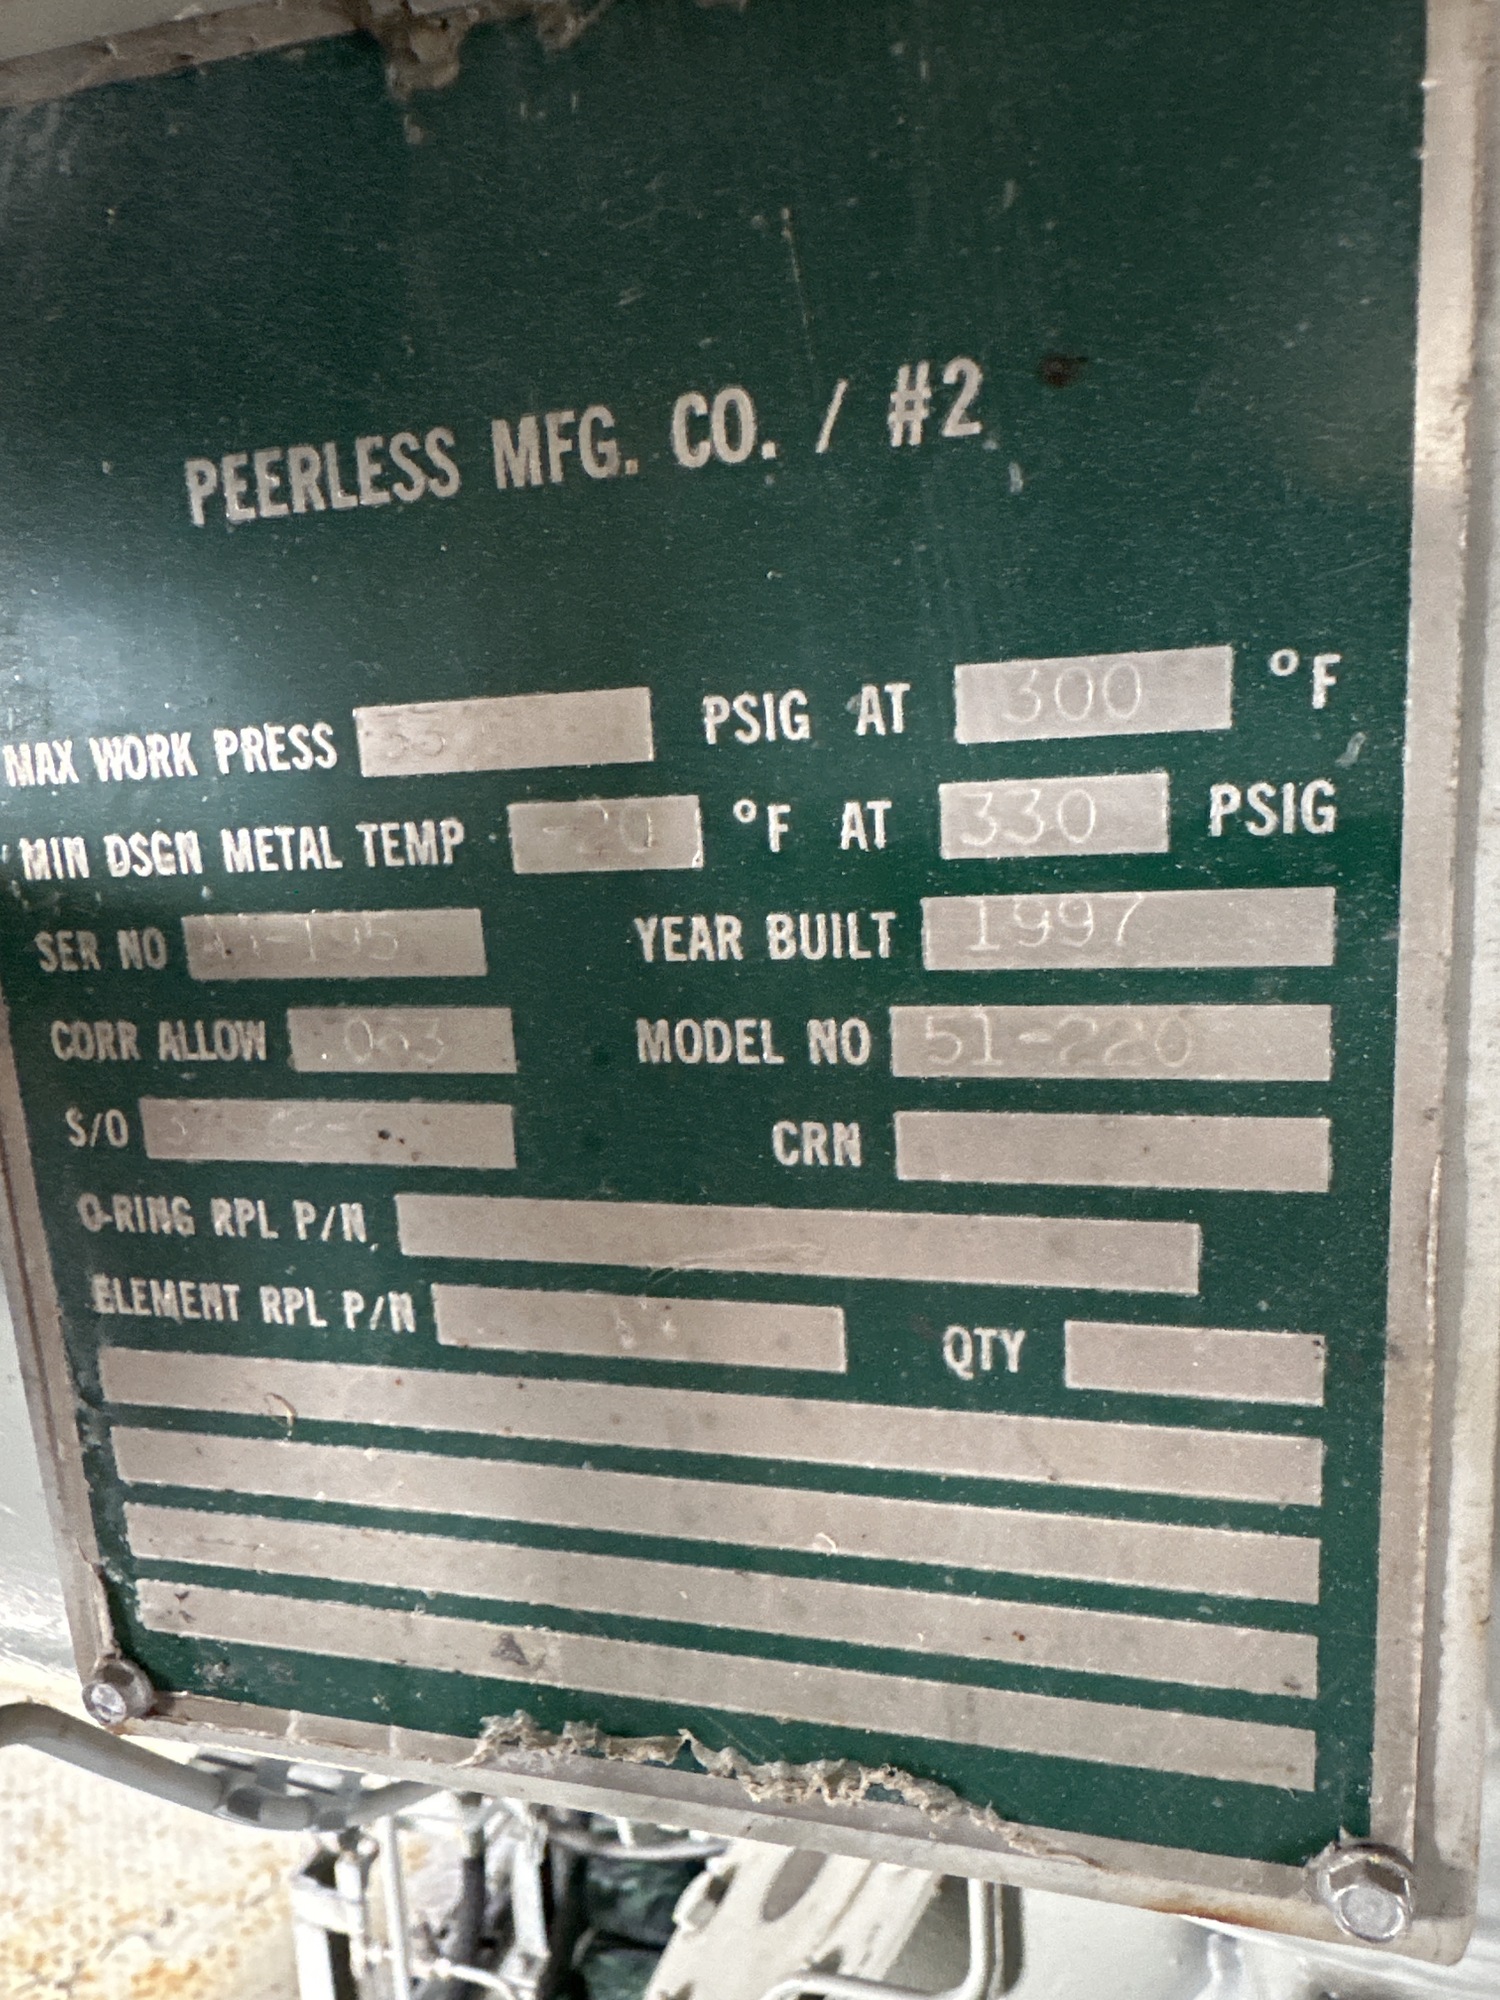 PEERLESS MFG. CO. / #2
MAX WORK PRESS PSIG AT 300 °F
MIN DSGN METAL TEMP -20 °F AT 330 PSIG
SER NO YEAR BUILT 1997
CORR ALLOW MODEL NO 51-220
S/O CRN
O-RING RPL P/N
ELEMENT RPL P/N QTY